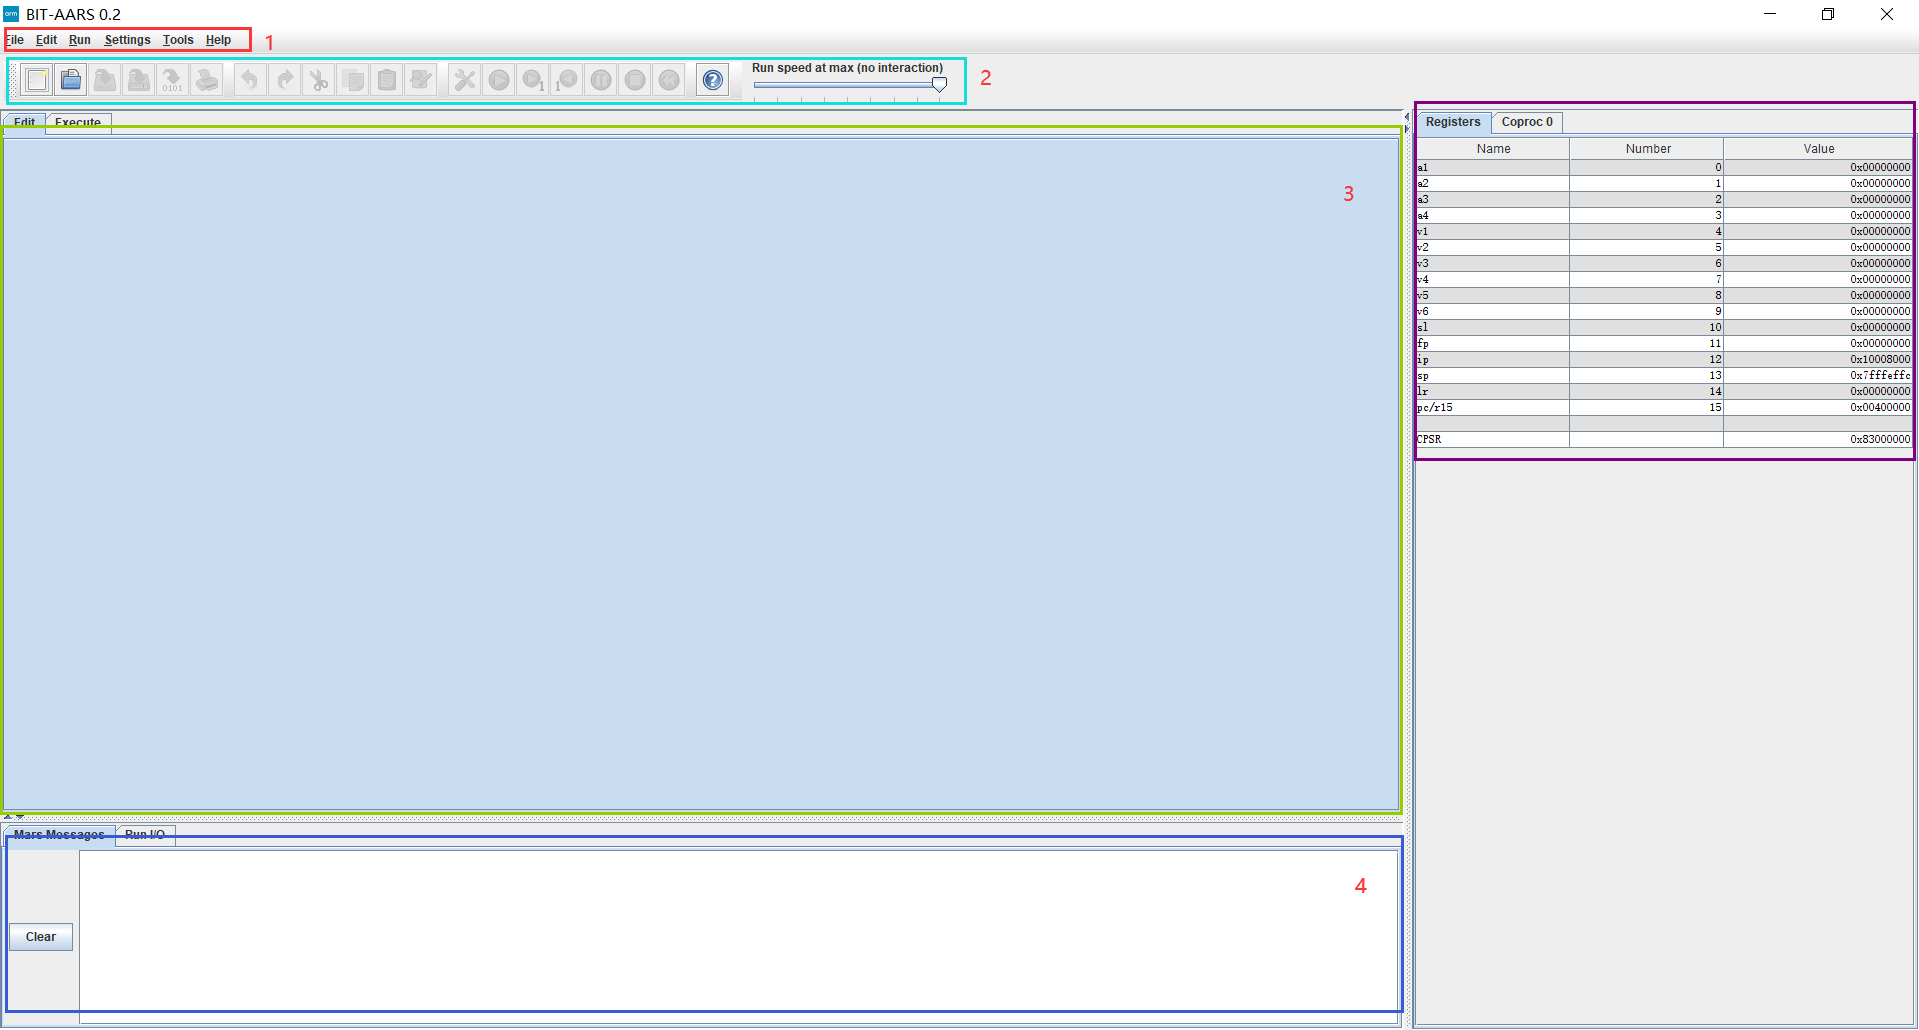 arm BIT-AARS 0.2
File Edit Run Settings Tools Help 1
0101 1 1 ? Run speed at max (no interaction) 2
Edit Execute
Registers Coproc 0
Name Number Value
a1 0 0x00000000
a2 1 0x00000000
a3 2 0x00000000
a4 3 0x00000000
v1 4 0x00000000
v2 5 0x00000000
v3 6 0x00000000
v4 7 0x00000000
v5 8 0x00000000
v6 9 0x00000000
sl 10 0x00000000
fp 11 0x00000000
ip 12 0x10008000
sp 13 0x7fffeffc
lr 14 0x00000000
pc/r15 15 0x00400000
CPSR 0x83000000
3
Mars Messages Run I/O
4
Clear